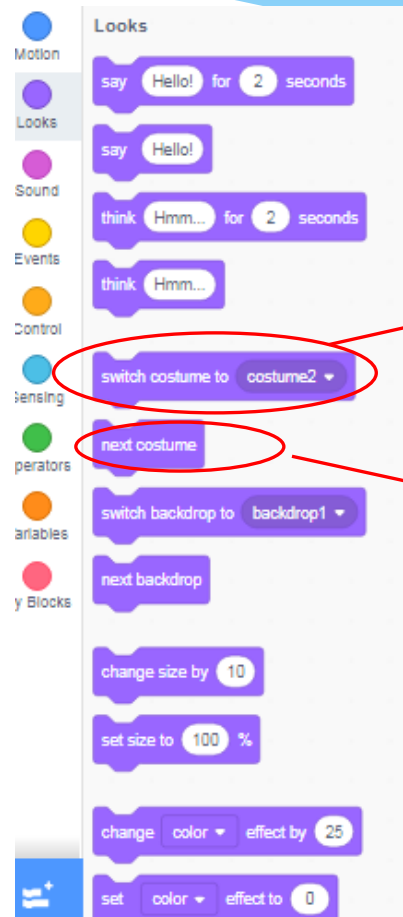 Looks
Motion
say Hello! for 2 seconds
Looks
say Hello!
Sound
think Hmm... for 2 seconds
Events
think Hmm...
Control
switch costume to costume2
Sensing
next costume
perators
switch backdrop to backdrop1
ariables
next backdrop
y Blocks
change size by 10
set size to 100 %
change color effect by 25
set color effect to 0